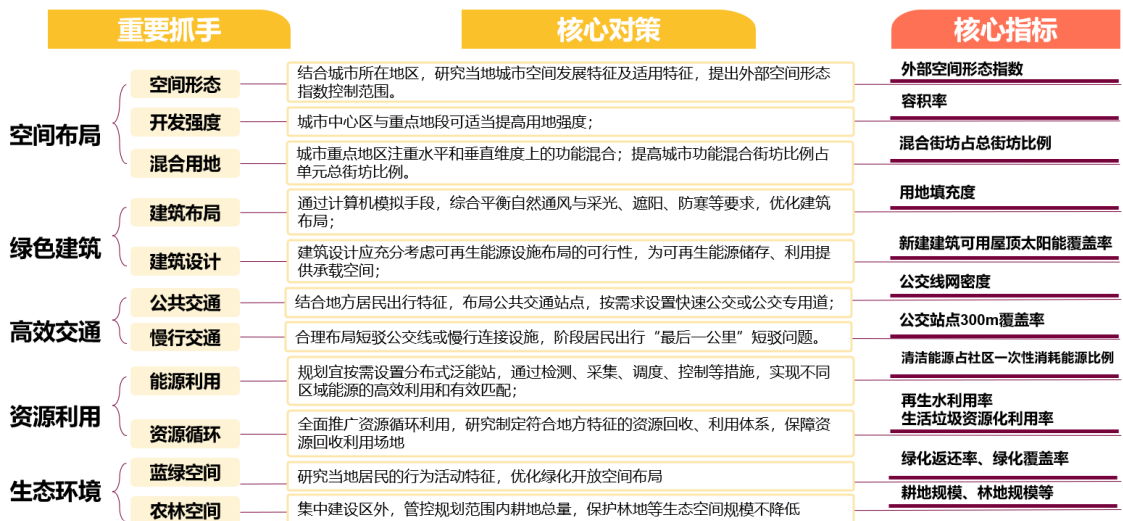 重要抓手 核心对策 核心指标
空间布局
空间形态
结合城市所在地区，研究当地城市空间发展特征及适用特征，提出外部空间形态
指数控制范围。
外部空间形态指数
开发强度
城市中心区与重点地段可适当提高用地强度；
容积率
混合用地
城市重点地区注重水平和垂直维度上的功能混合；提高城市功能混合街坊比例占
单元总街坊比例。
混合街坊占总街坊比例
绿色建筑
建筑布局
通过计算机模拟手段，综合平衡自然通风与采光、遮阳、防寒等要求，优化建筑
布局；
用地填充度
建筑设计
建筑设计应充分考虑可再生能源设施布局的可行性，为可再生能源储存、利用提
供承载空间；
新建建筑可用屋顶太阳能覆盖率
高效交通
公共交通
结合地方居民出行特征，布局公共交通站点，按需求设置快速公交或公交专用道；
公交线网密度
慢行交通
合理布局短驳公交线或慢行连接设施，阶段居民出行“最后一公里”短驳问题。
公交站点300m覆盖率
资源利用
能源利用
规划宜按需设置分布式泛能站，通过检测、采集、调度、控制等措施，实现不同
区域能源的高效利用和有效匹配；
清洁能源占社区一次性消耗能源比例
资源循环
全面推广资源循环利用，研究制定符合地方特征的资源回收、利用体系，保障资
源回收利用场地
再生水利用率
生活垃圾资源化利用率
生态环境
蓝绿空间
研究当地居民的行为活动特征，优化绿化开放空间布局
绿化返还率、绿化覆盖率
农林空间
集中建设区外，管控规划范围内耕地总量，保护林地等生态空间规模不降低
耕地规模、林地规模等